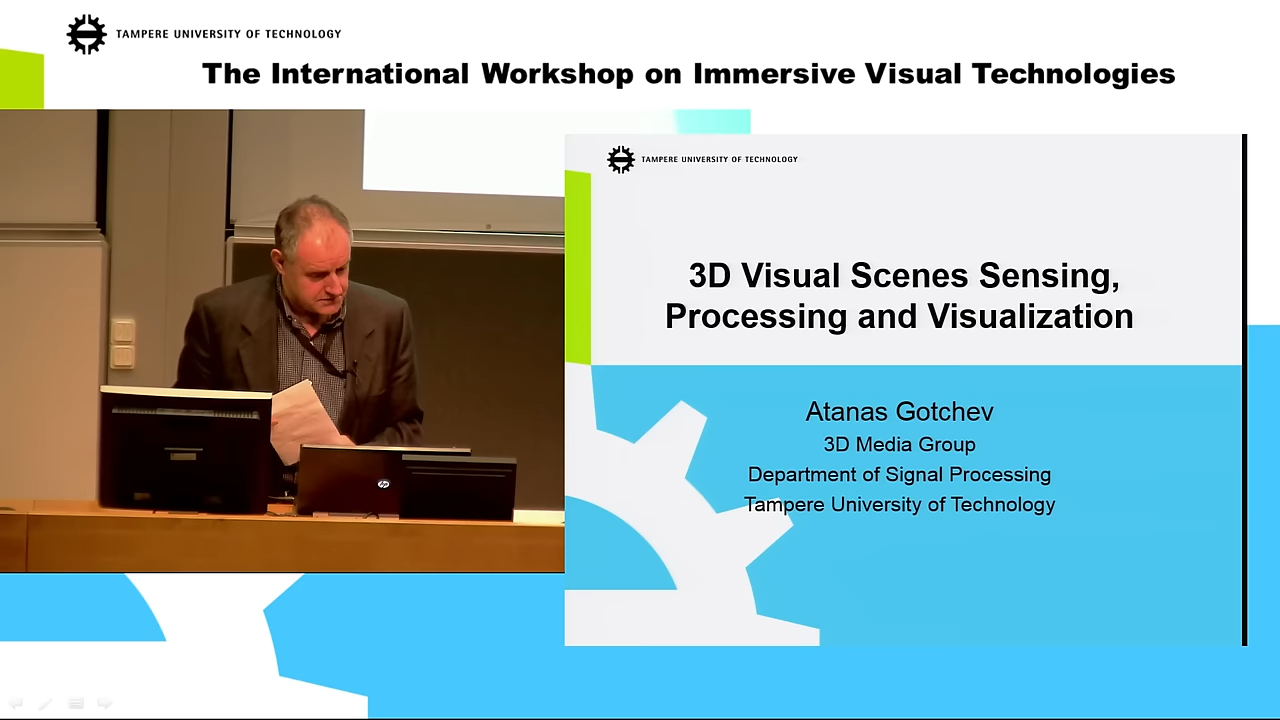 TAMPERE UNIVERSITY OF TECHNOLOGY
The International Workshop on Immersive Visual Technologies
TAMPERE UNIVERSITY OF TECHNOLOGY
3D Visual Scenes Sensing,
Processing and Visualization
Atanas Gotchev
3D Media Group
Department of Signal Processing
Tampere University of Technology
hp